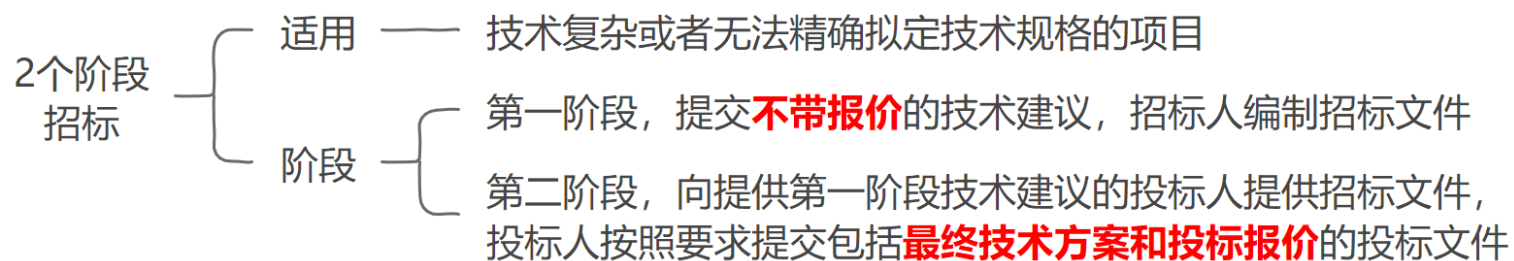 2个阶段
招标
适用
技术复杂或者无法精确拟定技术规格的项目
阶段
第一阶段，提交不带报价的技术建议，招标人编制招标文件
第二阶段，向提供第一阶段技术建议的投标人提供招标文件，
投标人按照要求提交包括最终技术方案和投标报价的投标文件